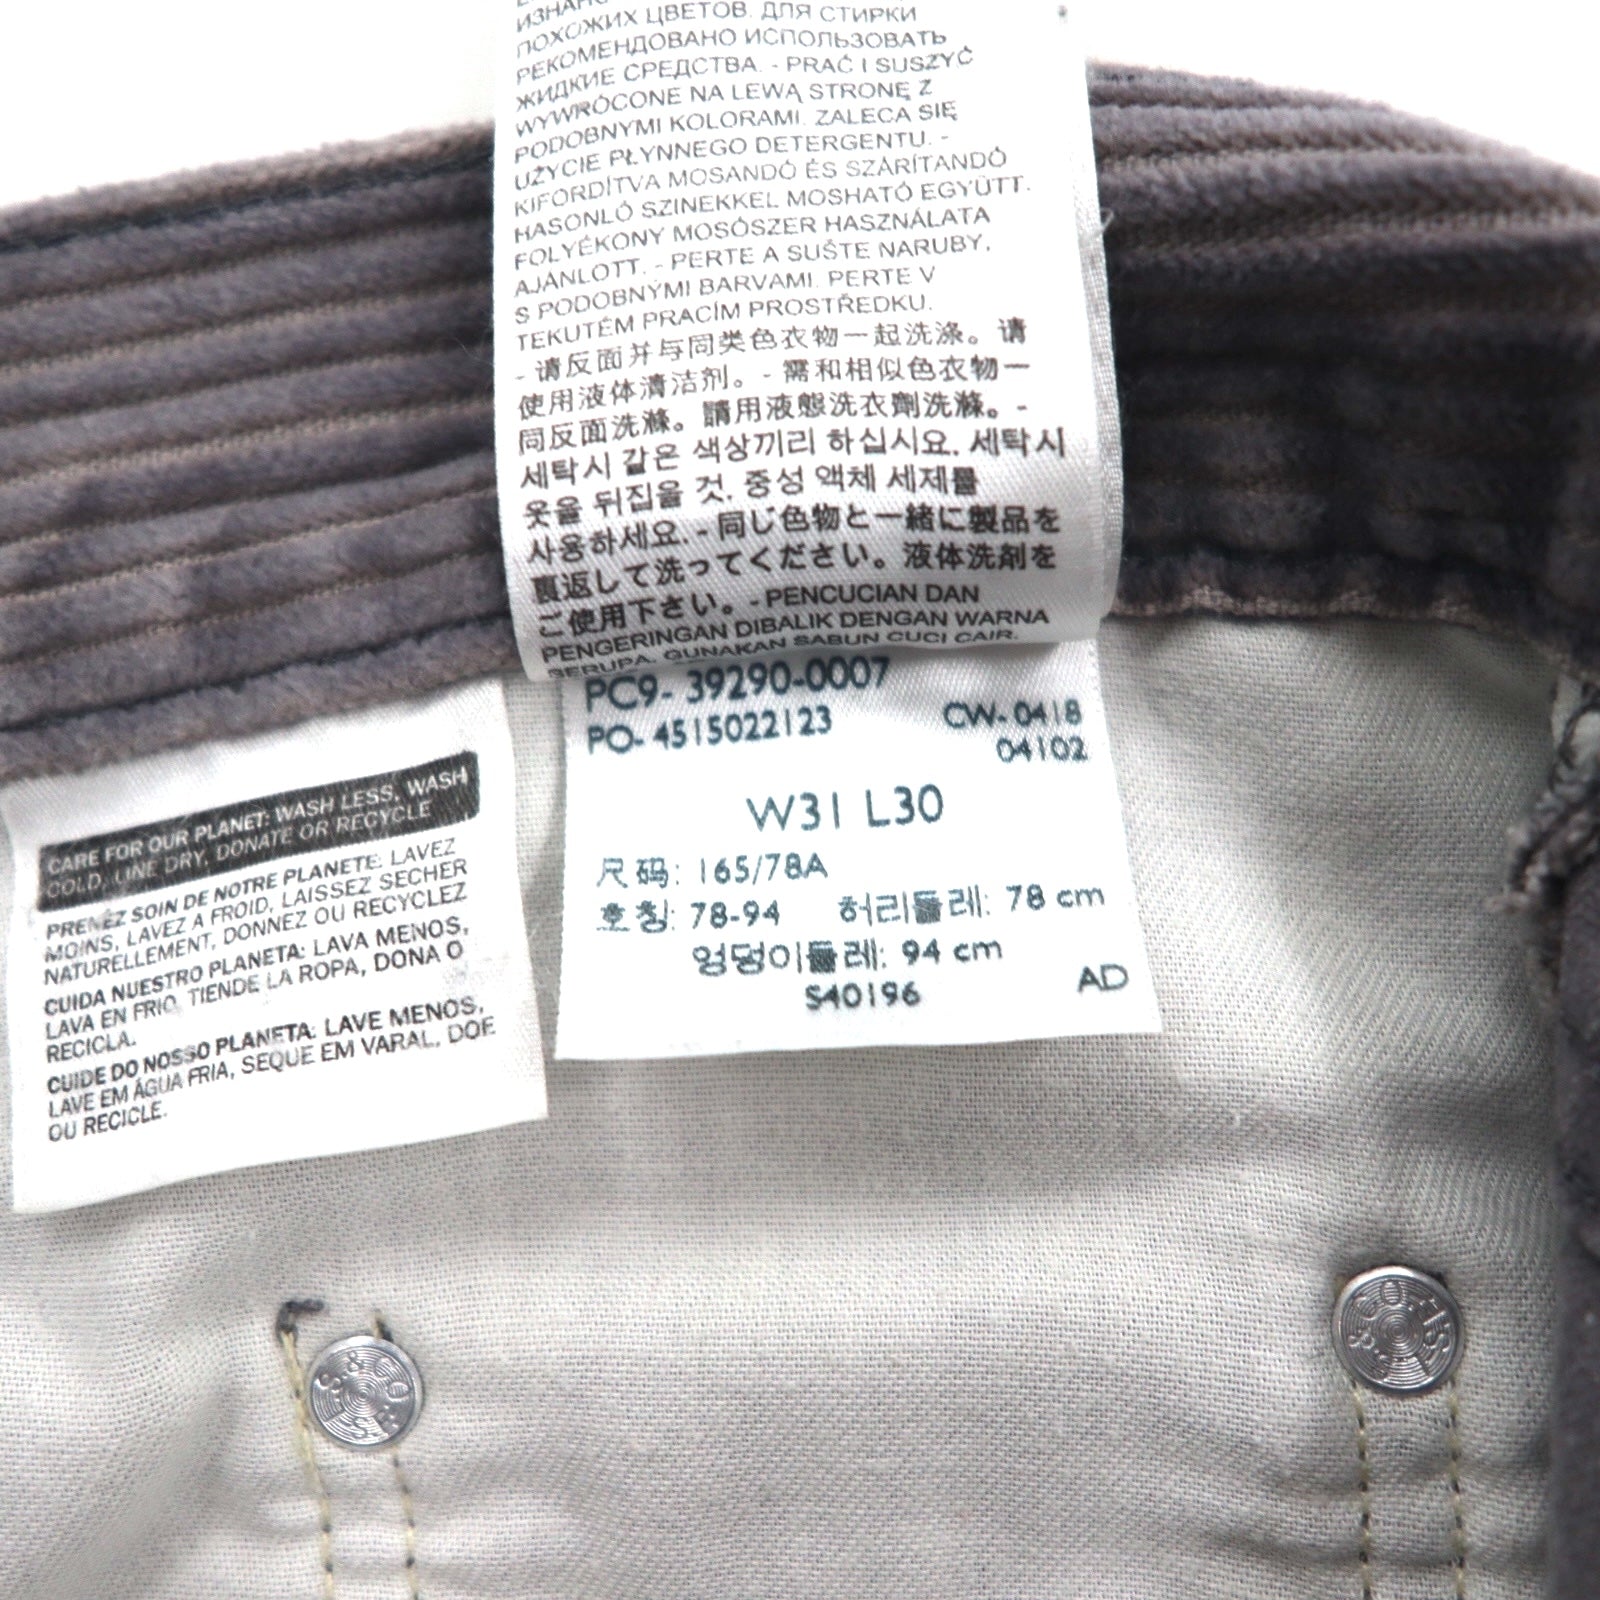 ПОХОЖИХ ЦВЕТОВ. ДЛЯ СТИРКИ
РЕКОМЕНДОВАНО ИСПОЛЬЗОВАТЬ
ЖИДКИЕ СРЕДСТВА. - PRAĆ I SUSZYĆ
WYWRÓCONE NA LEWĄ STRONĘ Z
PODOBNYMI KOLORAMI. ZALECA SIĘ
UŻYCIE PŁYNNEGO DETERGENTU. -
KIFORDÍTVA MOSANDÓ ÉS SZÁRÍTANDÓ
HASONLÓ SZINEKKEL MOSHATÓ EGYÜTT.
FOLYÉKONY MOSÓSZER HASZNÁLATA
AJÁNLOTT. - PERTE A SUŠTE NARUBY,
S PODOBNÝMI BARVAMI. PERTE V
TEKUTÉM PRACÍM PROSTŘEDKU.
- 请反面并与同类色衣物一起洗涤。请
使用液体清洁剂。- 需和相似色衣物一
同反面洗滌。請用液態洗衣劑洗滌。-
세탁시 같은 색상끼리 하십시요. 세탁시
옷을 뒤집을 것. 중성 액체 세제를
사용하세요. - 同じ色物と一緒に製品を
裏返して洗ってください。液体洗剤を
ご使用下さい。- PENCUCIAN DAN
PENGERINGAN DIBALIK DENGAN WARNA
SERUPA. GUNAKAN SABUN CUCI CAIR.
PC9- 39290-0007
PO- 4515022123 CW- 0418
04102
W31 L30
尺码: 165/78A
호칭: 78-94 허리둘레: 78 cm
엉덩이둘레: 94 cm
S40196 AD
CARE FOR OUR PLANET: WASH LESS, WASH
COLD, LINE DRY, DONATE OR RECYCLE
PRENEZ SOIN DE NOTRE PLANETE: LAVEZ
MOINS, LAVEZ A FROID, LAISSEZ SECHER
NATURELLEMENT, DONNEZ OU RECYCLEZ
CUIDA NUESTRO PLANETA: LAVA MENOS,
LAVA EN FRIO, TIENDE LA ROPA, DONA O
RECICLA.
CUIDE DO NOSSO PLANETA: LAVE MENOS,
LAVE EM ÁGUA FRIA, SEQUE EM VARAL, DOE
OU RECICLE.